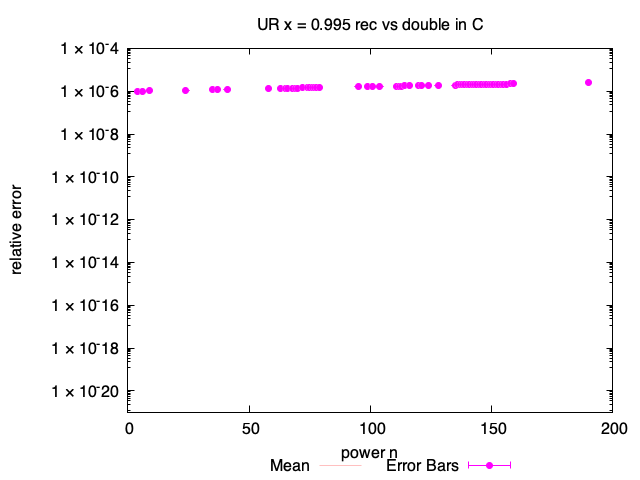 UR x = 0.995 rec vs double in C
1 × 10⁻⁴
1 × 10⁻⁶
1 × 10⁻⁸
1 × 10⁻¹⁰
1 × 10⁻¹²
1 × 10⁻¹⁴
1 × 10⁻¹⁶
1 × 10⁻¹⁸
1 × 10⁻²⁰
relative error
0 50 100 150 200
power n
Mean Error Bars